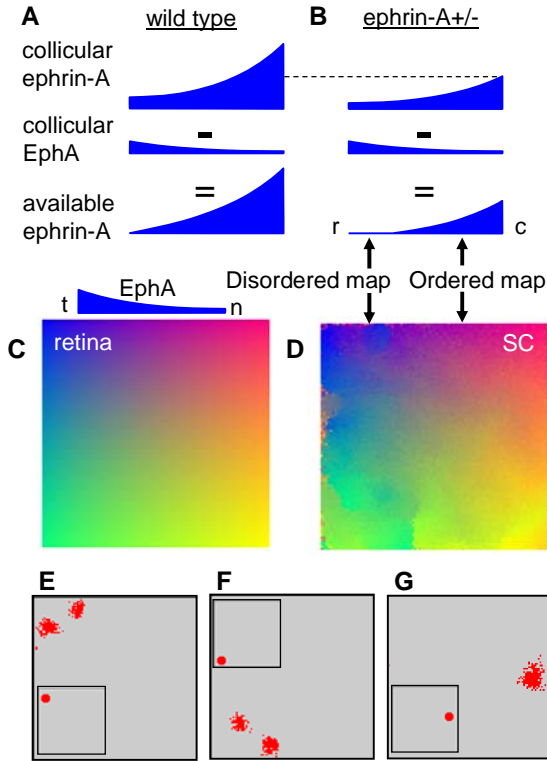 A
wild type
B
ephrin-A+/-
collicular
ephrin-A
collicular
EphA
-
-
available
ephrin-A
=
=
r
c
Disordered map
Ordered map
t
EphA
n
C
retina
D
SC
E
F
G